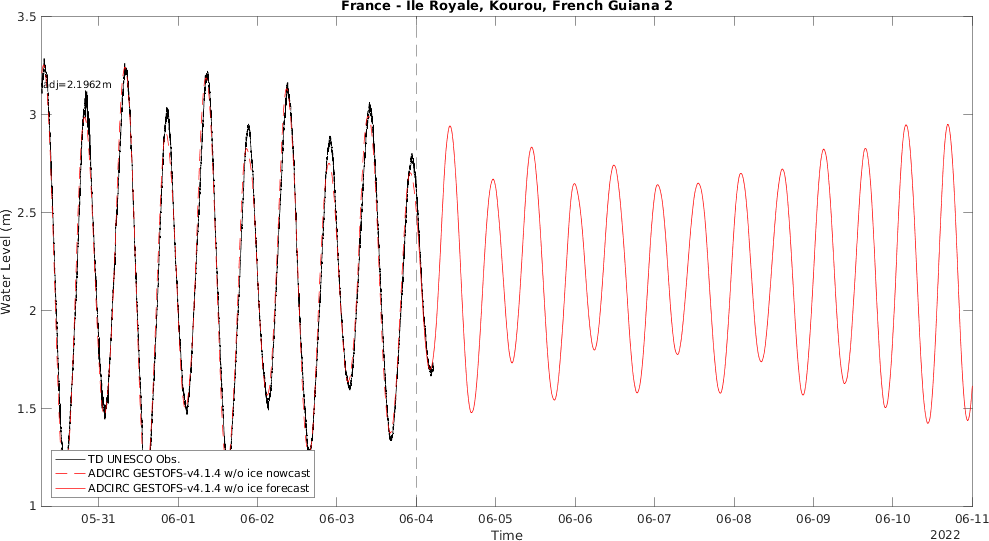 France - Ile Royale, Kourou, French Guiana 2
3.5
adj=2.1962m
3
2.5
2
1.5
1
Water Level (m)
TD UNESCO Obs.
ADCIRC GESTOFS-v4.1.4 w/o ice nowcast
ADCIRC GESTOFS-v4.1.4 w/o ice forecast
05-31 06-01 06-02 06-03 06-04 06-05 06-06 06-07 06-08 06-09 06-10 06-11
Time
2022